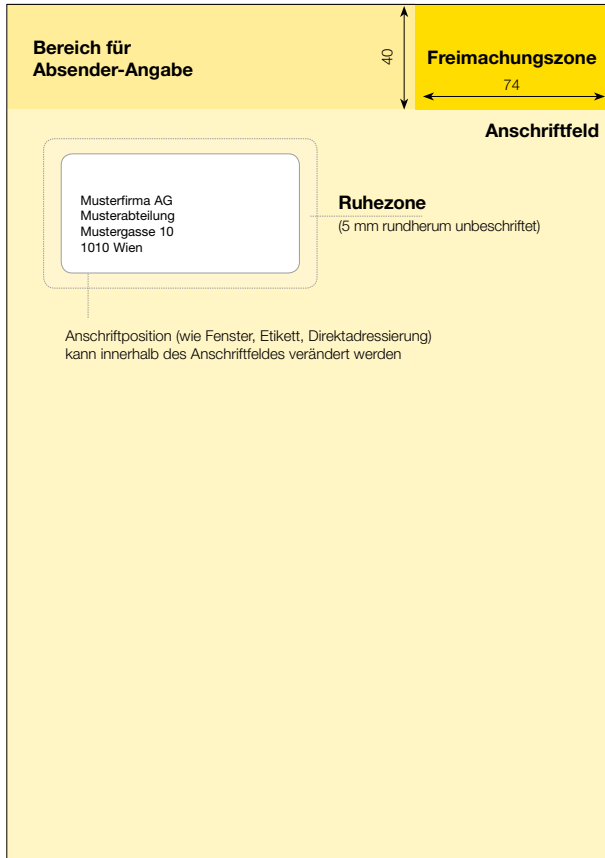 Bereich für
Absender-Angabe
40
Freimachungszone
74
Anschriftfeld
Musterfirma AG
Musterabteilung
Mustergasse 10
1010 Wien
Ruhezone
(5 mm rundherum unbeschriftet)
Anschriftposition (wie Fenster, Etikett, Direktadressierung)
kann innerhalb des Anschriftfeldes verändert werden